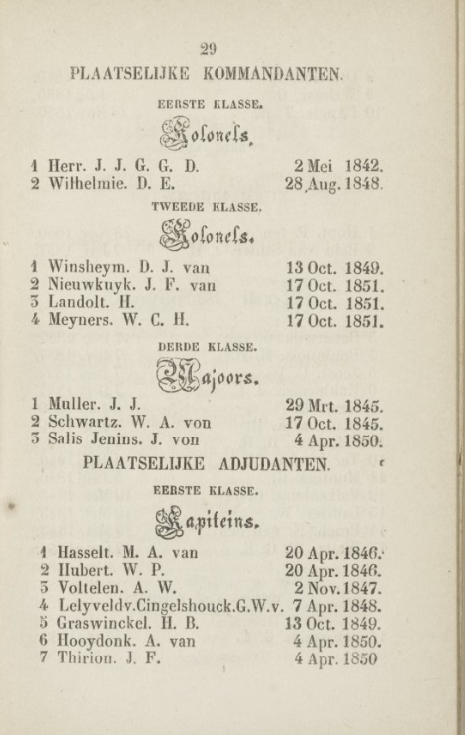 29
PLAATSELIJKE KOMMANDANTEN.
EERSTE KLASSE.
Kolonels.
1 Herr. J. J. G. G. D. 2 Mei 1842.
2 Wilhelmie. D. E. 28 Aug. 1848.
TWEEDE KLASSE.
Kolonels.
1 Winsheym. D. J. van 13 Oct. 1849.
2 Nieuwkuyk. J. F. van 17 Oct. 1851.
3 Landolt. H. 17 Oct. 1851.
4 Meyners. W. C. H. 17 Oct. 1851.
DERDE KLASSE.
Majoors.
1 Muller. J. J. 29 Mrt. 1845.
2 Schwartz. W. A. von 17 Oct. 1845.
3 Salis Jenins. J. von 4 Apr. 1850.
PLAATSELIJKE ADJUDANTEN.
EERSTE KLASSE.
Kapiteins.
1 Hasselt. M. A. van 20 Apr. 1846.
2 Hubert. W. P. 20 Apr. 1846.
3 Voltelen. A. W. 2 Nov. 1847.
4 Lelyveldv.Cingelshouck.G.W.v. 7 Apr. 1848.
5 Graswinckel. H. B. 13 Oct. 1849.
6 Hooydonk. A. van 4 Apr. 1850.
7 Thirion. J. F. 4 Apr. 1850